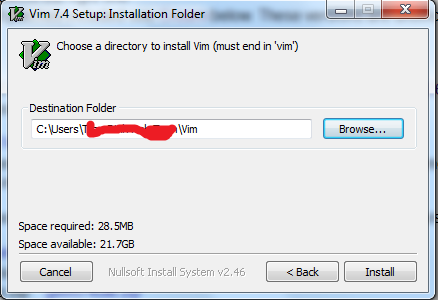 Vim 7.4 Setup: Installation Folder
Choose a directory to install Vim (must end in 'vim')
Destination Folder
C:\Users\ \Vim
Browse...
Space required: 28.5MB
Space available: 21.7GB
Cancel
Nullsoft Install System v2.46
< Back
Install